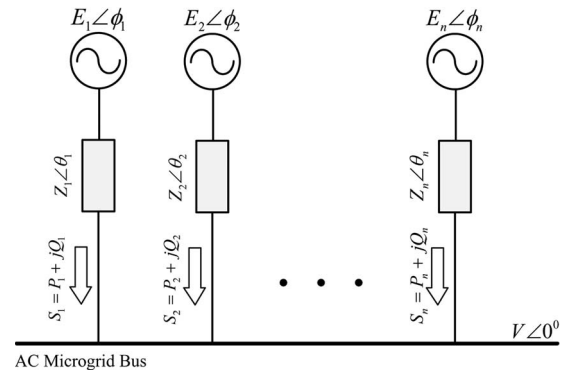 E₁∠ϕ₁ E₂∠ϕ₂ Eₙ∠ϕₙ
Z₁∠θ₁ Z₂∠θ₂ Zₙ∠θₙ
S₁ = P₁ + jQ₁ S₂ = P₂ + jQ₂ Sₙ = Pₙ + jQₙ
V∠0⁰
AC Microgrid Bus